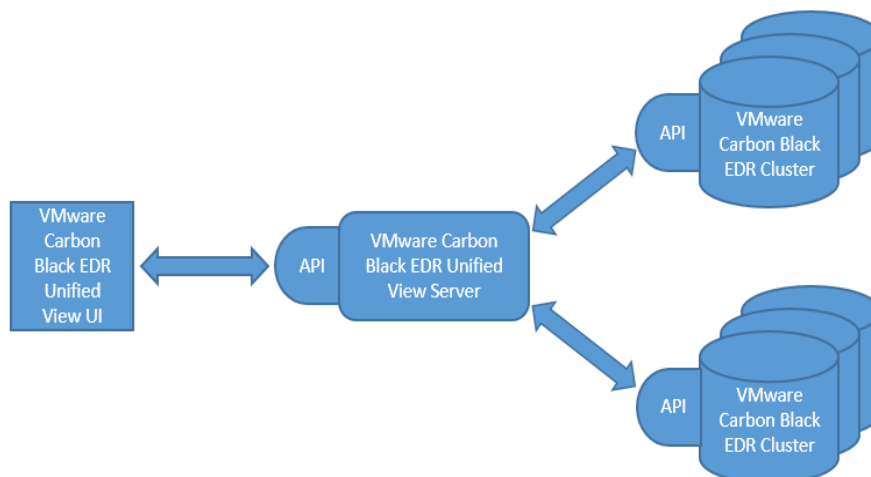 VMware
Carbon
Black EDR
Unified
View UI
API
VMware Carbon
Black EDR Unified
View Server
API
VMware
Carbon Black
EDR Cluster
API
VMware
Carbon Black
EDR Cluster